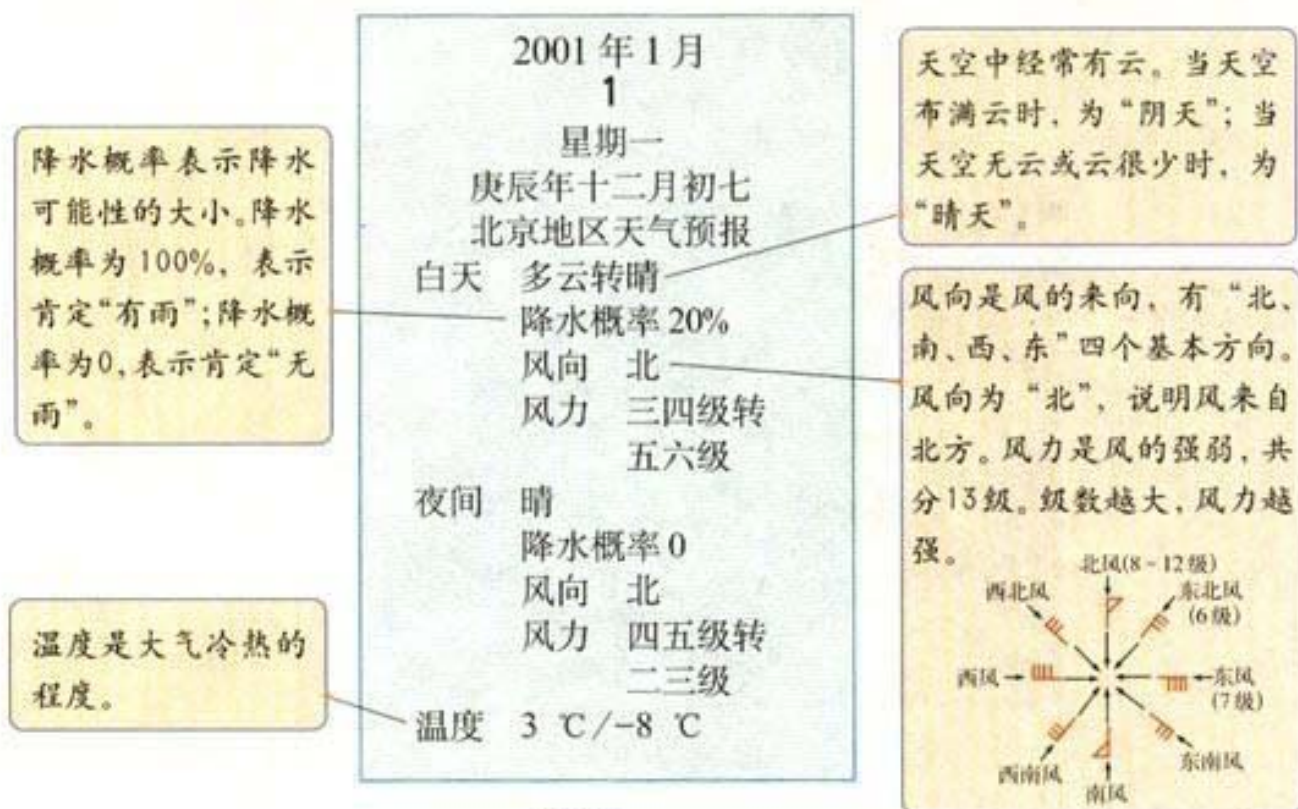 2001 年 1 月
1
星期一
庚辰年十二月初七
北京地区天气预报
白天 多云转晴
降水概率 20%
风向 北
风力 三四级转
五六级
夜间 晴
降水概率 0
风向 北
风力 四五级转
二三级
温度 3 ℃/-8 ℃
降水概率表示降水
可能性的大小。降水
概率为 100%, 表示
肯定“有雨”;降水概
率为0,表示肯定“无
雨”。
温度是大气冷热的
程度。
天空中经常有云。当天空
布满云时, 为“阴天”; 当
天空无云或云很少时, 为
“晴天”。
风向是风的来向, 有“北、
南、西、东”四个基本方向。
风向为“北”, 说明风来自
北方。风力是风的强弱, 共
分13级。级数越大, 风力越
强。
北风(8-12级)
西北风
东北风
(6级)
西风
东风
(7级)
西南风
东南风
南风